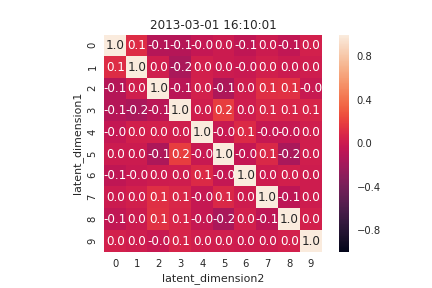 2013-03-01 16:10:01
latent_dimension1
0 1.0 0.1 -0.1 -0.1 -0.0 0.0 -0.1 0.0 -0.1 0.0
1 0.1 1.0 0.0 -0.2 0.0 0.0 -0.0 0.0 0.0 0.0
2 -0.1 0.0 1.0 -0.1 0.0 -0.1 0.0 0.1 0.1 -0.0
3 -0.1 -0.2 -0.1 1.0 0.0 0.2 0.0 0.1 0.1 0.1
4 -0.0 0.0 0.0 0.0 1.0 -0.0 0.1 -0.0 -0.0 0.0
5 0.0 0.0 -0.1 0.2 -0.0 1.0 -0.0 0.1 -0.2 0.0
6 -0.1 -0.0 0.0 0.0 0.1 -0.0 1.0 0.0 0.0 0.0
7 0.0 0.0 0.1 0.1 -0.0 0.1 0.0 1.0 -0.1 0.0
8 -0.1 0.0 0.1 0.1 -0.0 -0.2 0.0 -0.1 1.0 0.0
9 0.0 0.0 -0.0 0.1 0.0 0.0 0.0 0.0 0.0 1.0
0 1 2 3 4 5 6 7 8 9
latent_dimension2
0.8
0.4
0.0
-0.4
-0.8